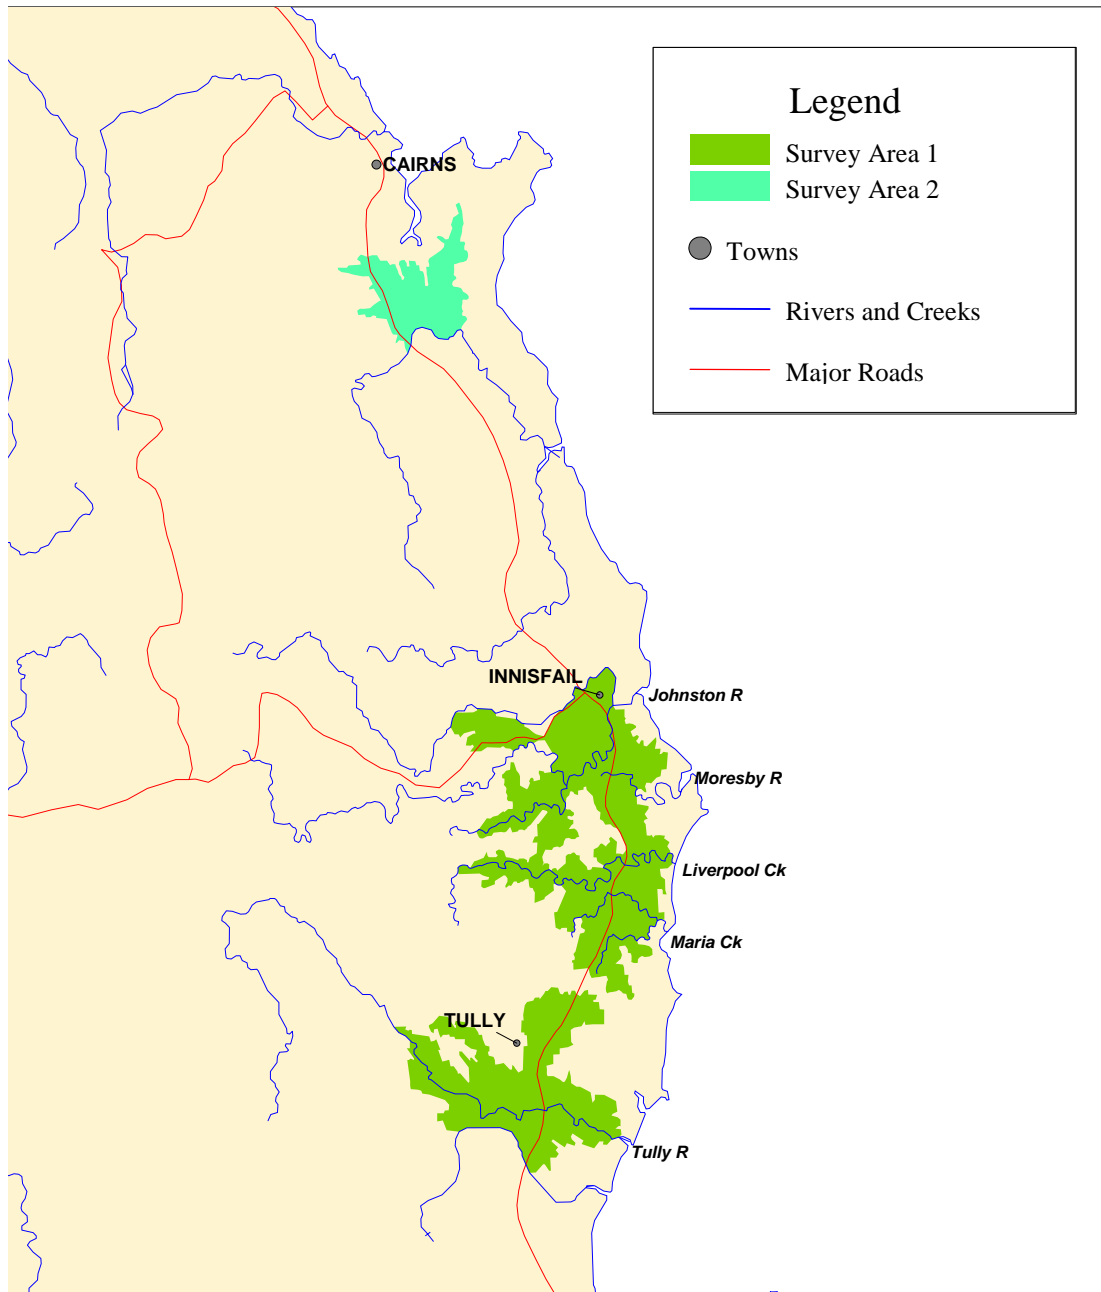 Legend
Survey Area 1
Survey Area 2
Towns
Rivers and Creeks
Major Roads
CAIRNS
INNISFAIL
Johnston R
Moresby R
Liverpool Ck
Maria Ck
TULLY
Tully R